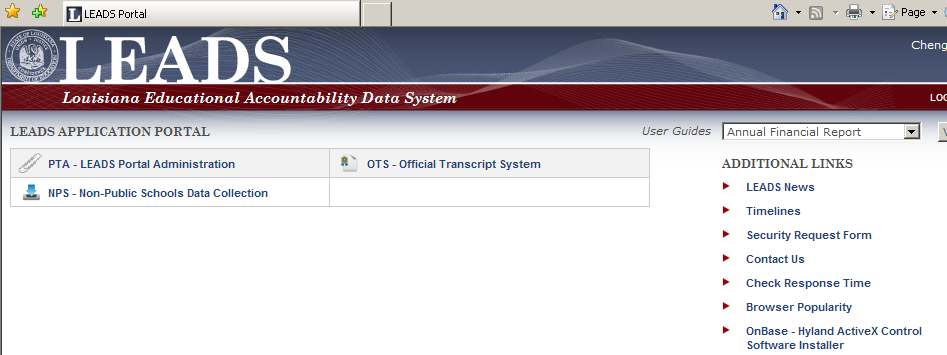 LEADS Portal
Page
LEADS
Cheng
Louisiana Educational Accountability Data System
LOG
LEADS APPLICATION PORTAL
User Guides
Annual Financial Report
PTA - LEADS Portal Administration
OTS - Official Transcript System
NPS - Non-Public Schools Data Collection
ADDITIONAL LINKS
LEADS News
Timelines
Security Request Form
Contact Us
Check Response Time
Browser Popularity
OnBase - Hyland ActiveX Control
Software Installer